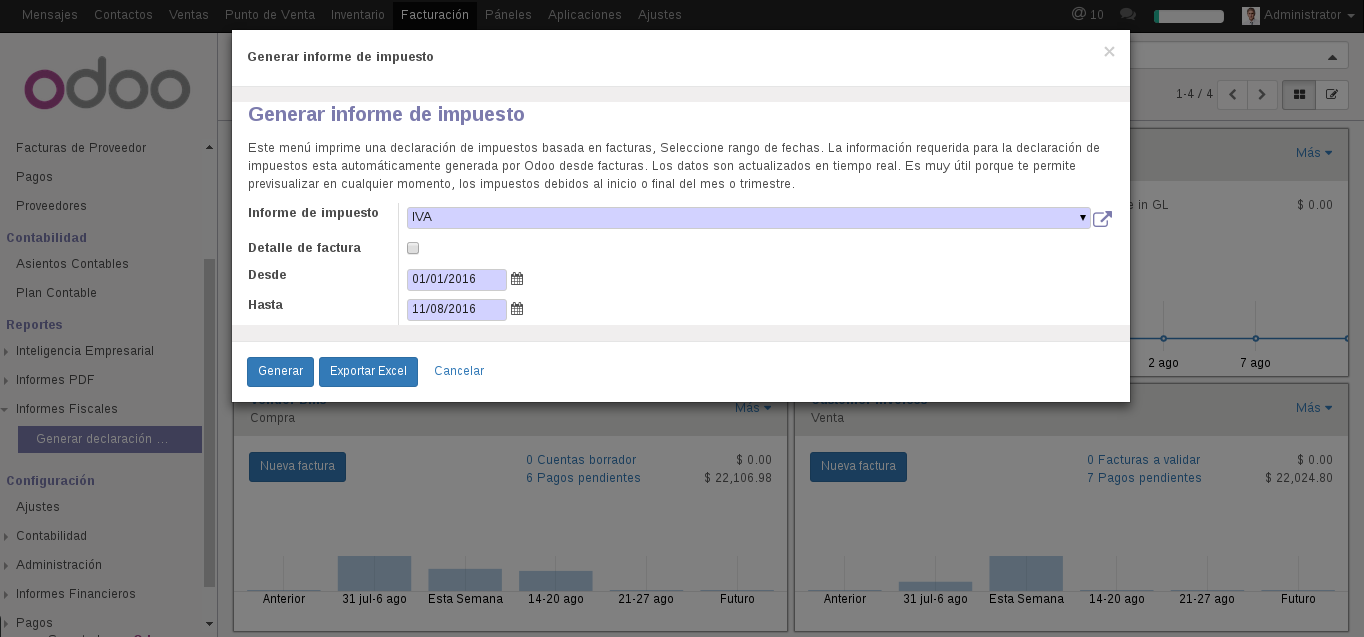 Mensajes Contactos Ventas Punto de Venta Inventario Facturación Páneles Aplicaciones Ajustes @ 10 Administrator
odoo
Facturas de Proveedor
Pagos
Proveedores
Contabilidad
Asientos Contables
Plan Contable
Reportes
Inteligencia Empresarial
Informes PDF
Informes Fiscales
Generar declaración ...
Configuración
Ajustes
Contabilidad
Administración
Informes Financieros
Pagos
Generar informe de impuesto ×
Generar informe de impuesto
Este menú imprime una declaración de impuestos basada en facturas, Seleccione rango de fechas. La información requerida para la declaración de
impuestos esta automáticamente generada por Odoo desde facturas. Los datos son actualizados en tiempo real. Es muy útil porque te permite
previsualizar en cualquier momento, los impuestos debidos al inicio o final del mes o trimestre.
Informe de impuesto IVA
Detalle de factura
Desde 01/01/2016
Hasta 11/08/2016
Generar Exportar Excel Cancelar
1-4 / 4
Más
in GL $ 0.00
2 ago 7 ago
Más
Compra
Nueva factura
0 Cuentas borrador $ 0.00
6 Pagos pendientes $ 22,106.98
Anterior 31 jul-6 ago Esta Semana 14-20 ago 21-27 ago Futuro
Más
Venta
Nueva factura
0 Facturas a validar $ 0.00
7 Pagos pendientes $ 22,024.80
Anterior 31 jul-6 ago Esta Semana 14-20 ago 21-27 ago Futuro